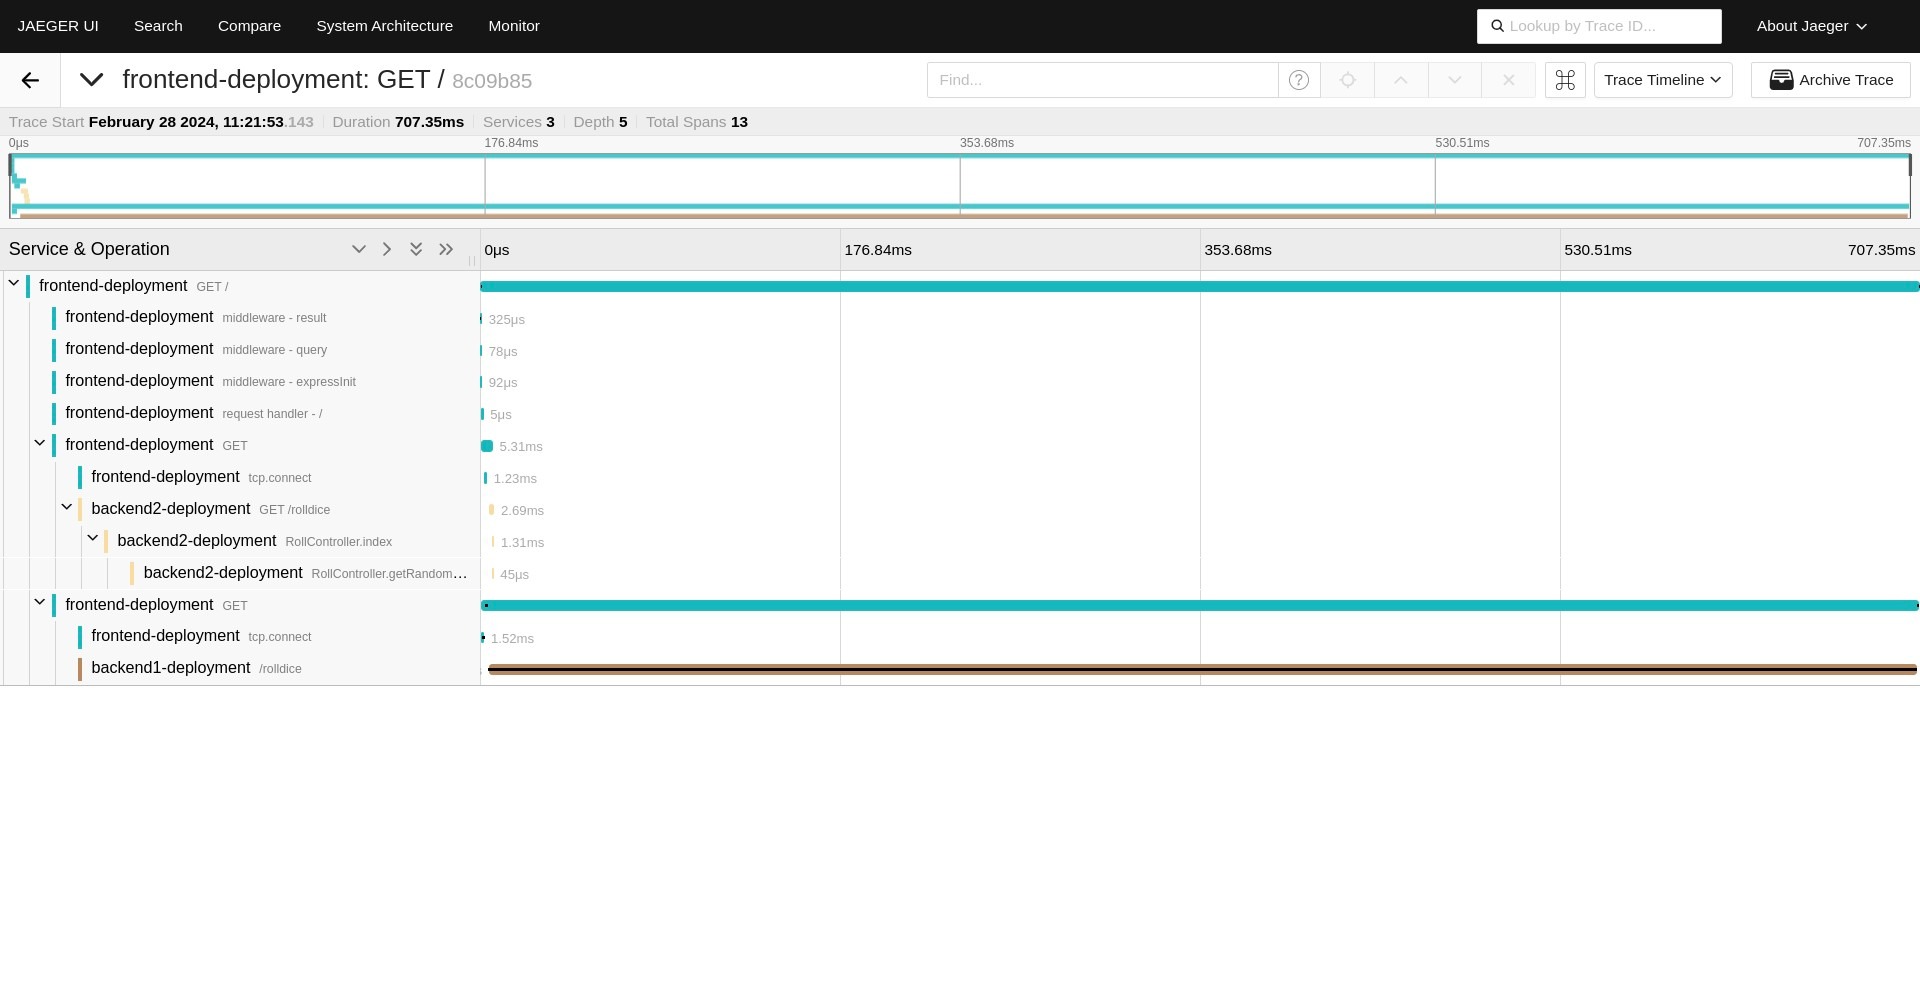 JAEGER UI Search Compare System Architecture Monitor Lookup by Trace ID... About Jaeger
frontend-deployment: GET / 8c09b85 Find... ? Trace Timeline Archive Trace
Trace Start February 28 2024, 11:21:53.143 Duration 707.35ms Services 3 Depth 5 Total Spans 13
0μs 176.84ms 353.68ms 530.51ms 707.35ms
Service & Operation 0μs 176.84ms 353.68ms 530.51ms 707.35ms
frontend-deployment GET /
frontend-deployment middleware - result 325μs
frontend-deployment middleware - query 78μs
frontend-deployment middleware - expressInit 92μs
frontend-deployment request handler - / 5μs
frontend-deployment GET 5.31ms
frontend-deployment tcp.connect 1.23ms
backend2-deployment GET /rolldice 2.69ms
backend2-deployment RollController.index 1.31ms
backend2-deployment RollController.getRandom… 45μs
frontend-deployment GET
frontend-deployment tcp.connect 1.52ms
backend1-deployment /rolldice